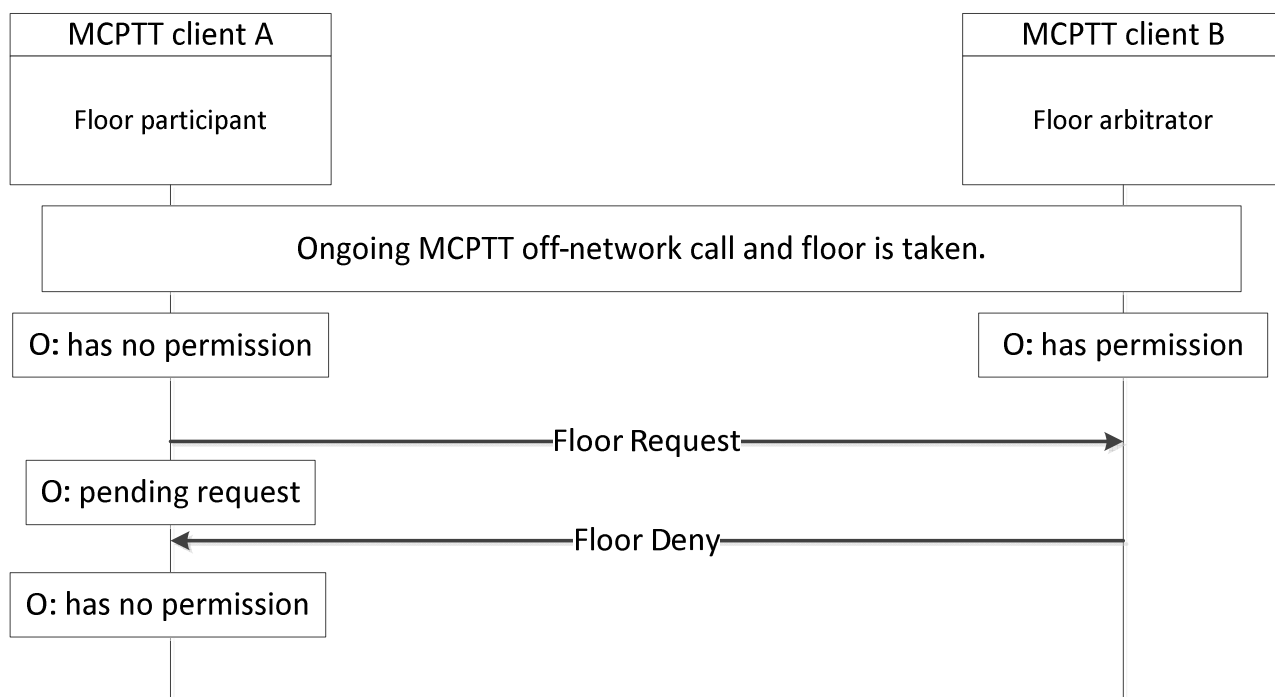 MCPTT client A
MCPTT client B
Floor participant
Floor arbitrator
Ongoing MCPTT off-network call and floor is taken.
O: has no permission
O: has permission
Floor Request
O: pending request
Floor Deny
O: has no permission